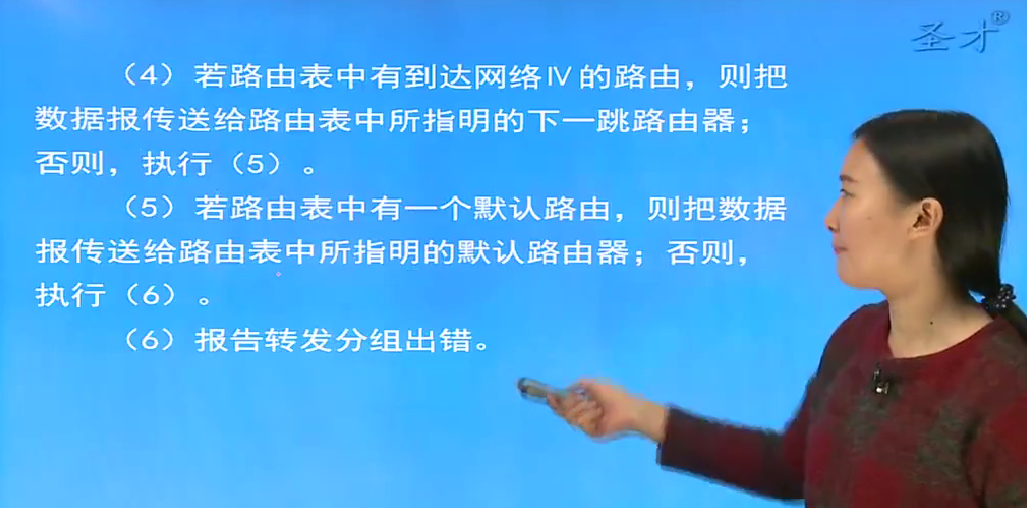 圣才®
（4）若路由表中有到达网络Ⅳ的路由，则把
数据报传送给路由表中所指明的下一跳路由器；
否则，执行（5）。
（5）若路由表中有一个默认路由，则把数据
报传送给路由表中所指明的默认路由器；否则，
执行（6）。
（6）报告转发分组出错。